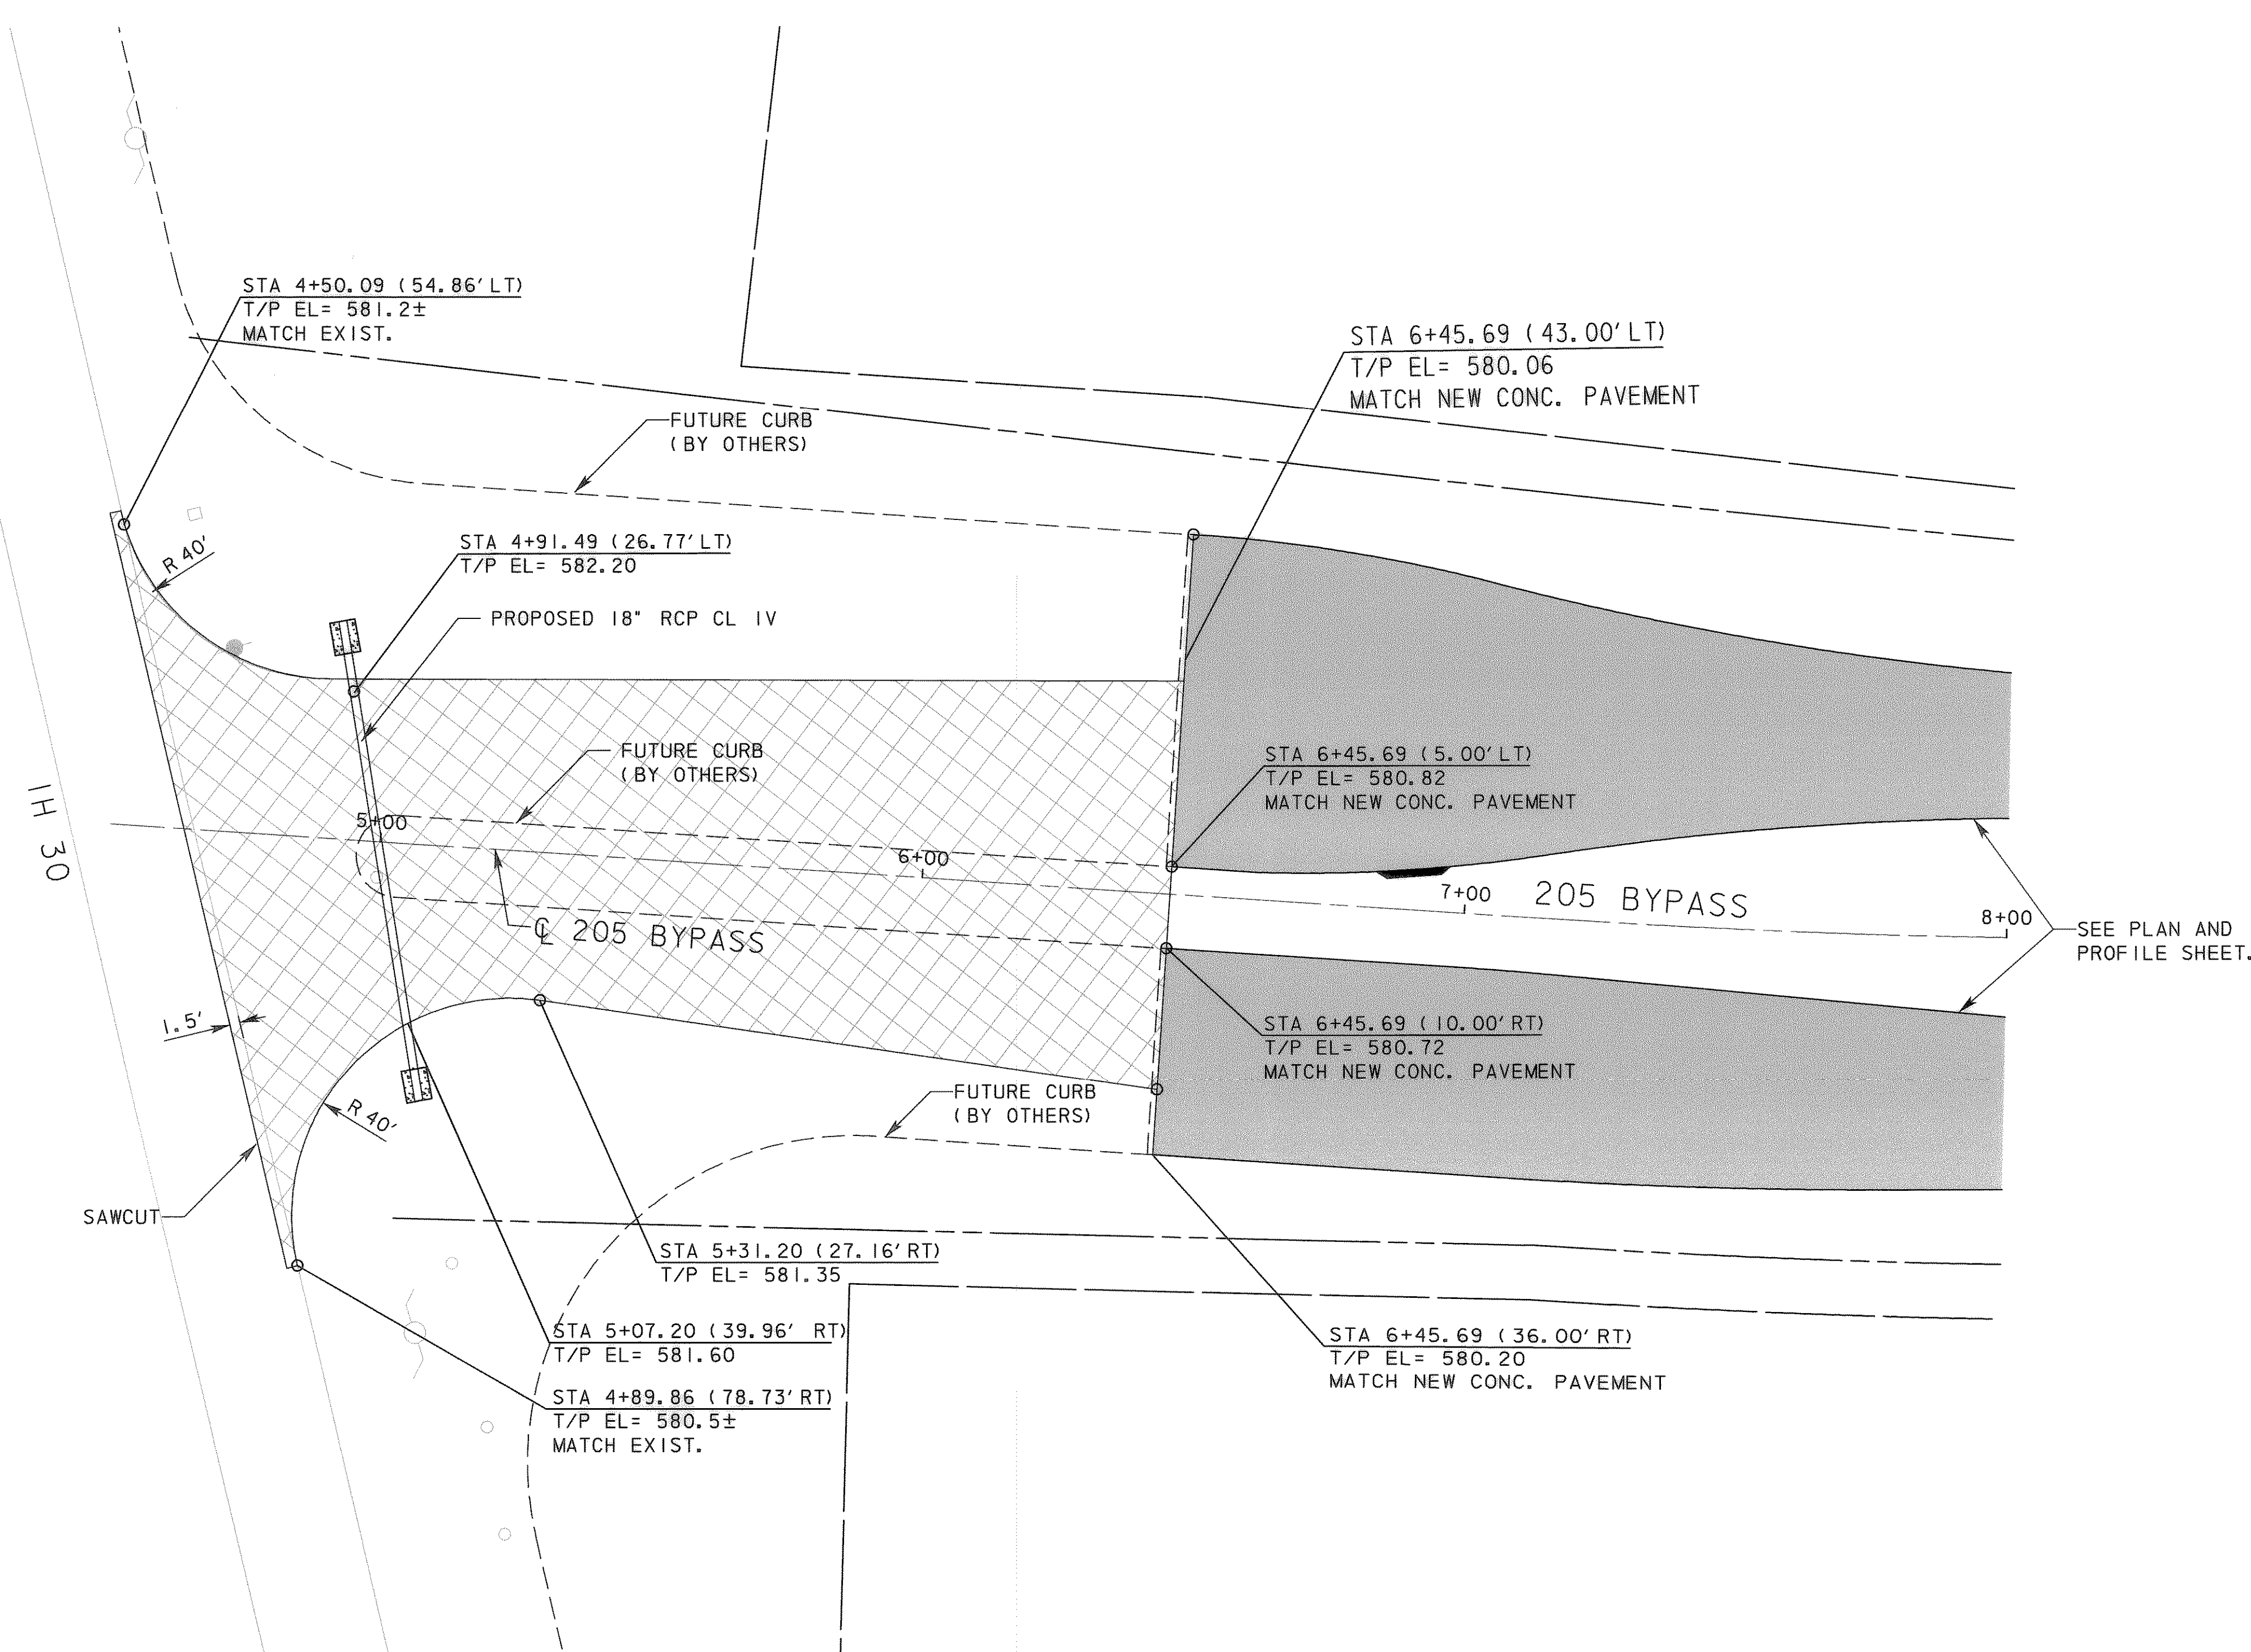 STA 4+50.09 (54.86' LT)
T/P EL= 581.2±
MATCH EXIST.
STA 6+45.69 (43.00' LT)
T/P EL= 580.06
MATCH NEW CONC. PAVEMENT
FUTURE CURB
(BY OTHERS)
R 40'
STA 4+91.49 (26.77' LT)
T/P EL= 582.20
PROPOSED 18" RCP CL IV
FUTURE CURB
(BY OTHERS)
STA 6+45.69 (5.00' LT)
T/P EL= 580.82
MATCH NEW CONC. PAVEMENT
IH 30
5+00
6+00
7+00
8+00
205 BYPASS
℄ 205 BYPASS
SEE PLAN AND
PROFILE SHEET.
1.5'
STA 6+45.69 (10.00' RT)
T/P EL= 580.72
MATCH NEW CONC. PAVEMENT
R 40'
FUTURE CURB
(BY OTHERS)
SAWCUT
STA 5+31.20 (27.16' RT)
T/P EL= 581.35
STA 5+07.20 (39.96' RT)
T/P EL= 581.60
STA 6+45.69 (36.00' RT)
T/P EL= 580.20
MATCH NEW CONC. PAVEMENT
STA 4+89.86 (78.73' RT)
T/P EL= 580.5±
MATCH EXIST.